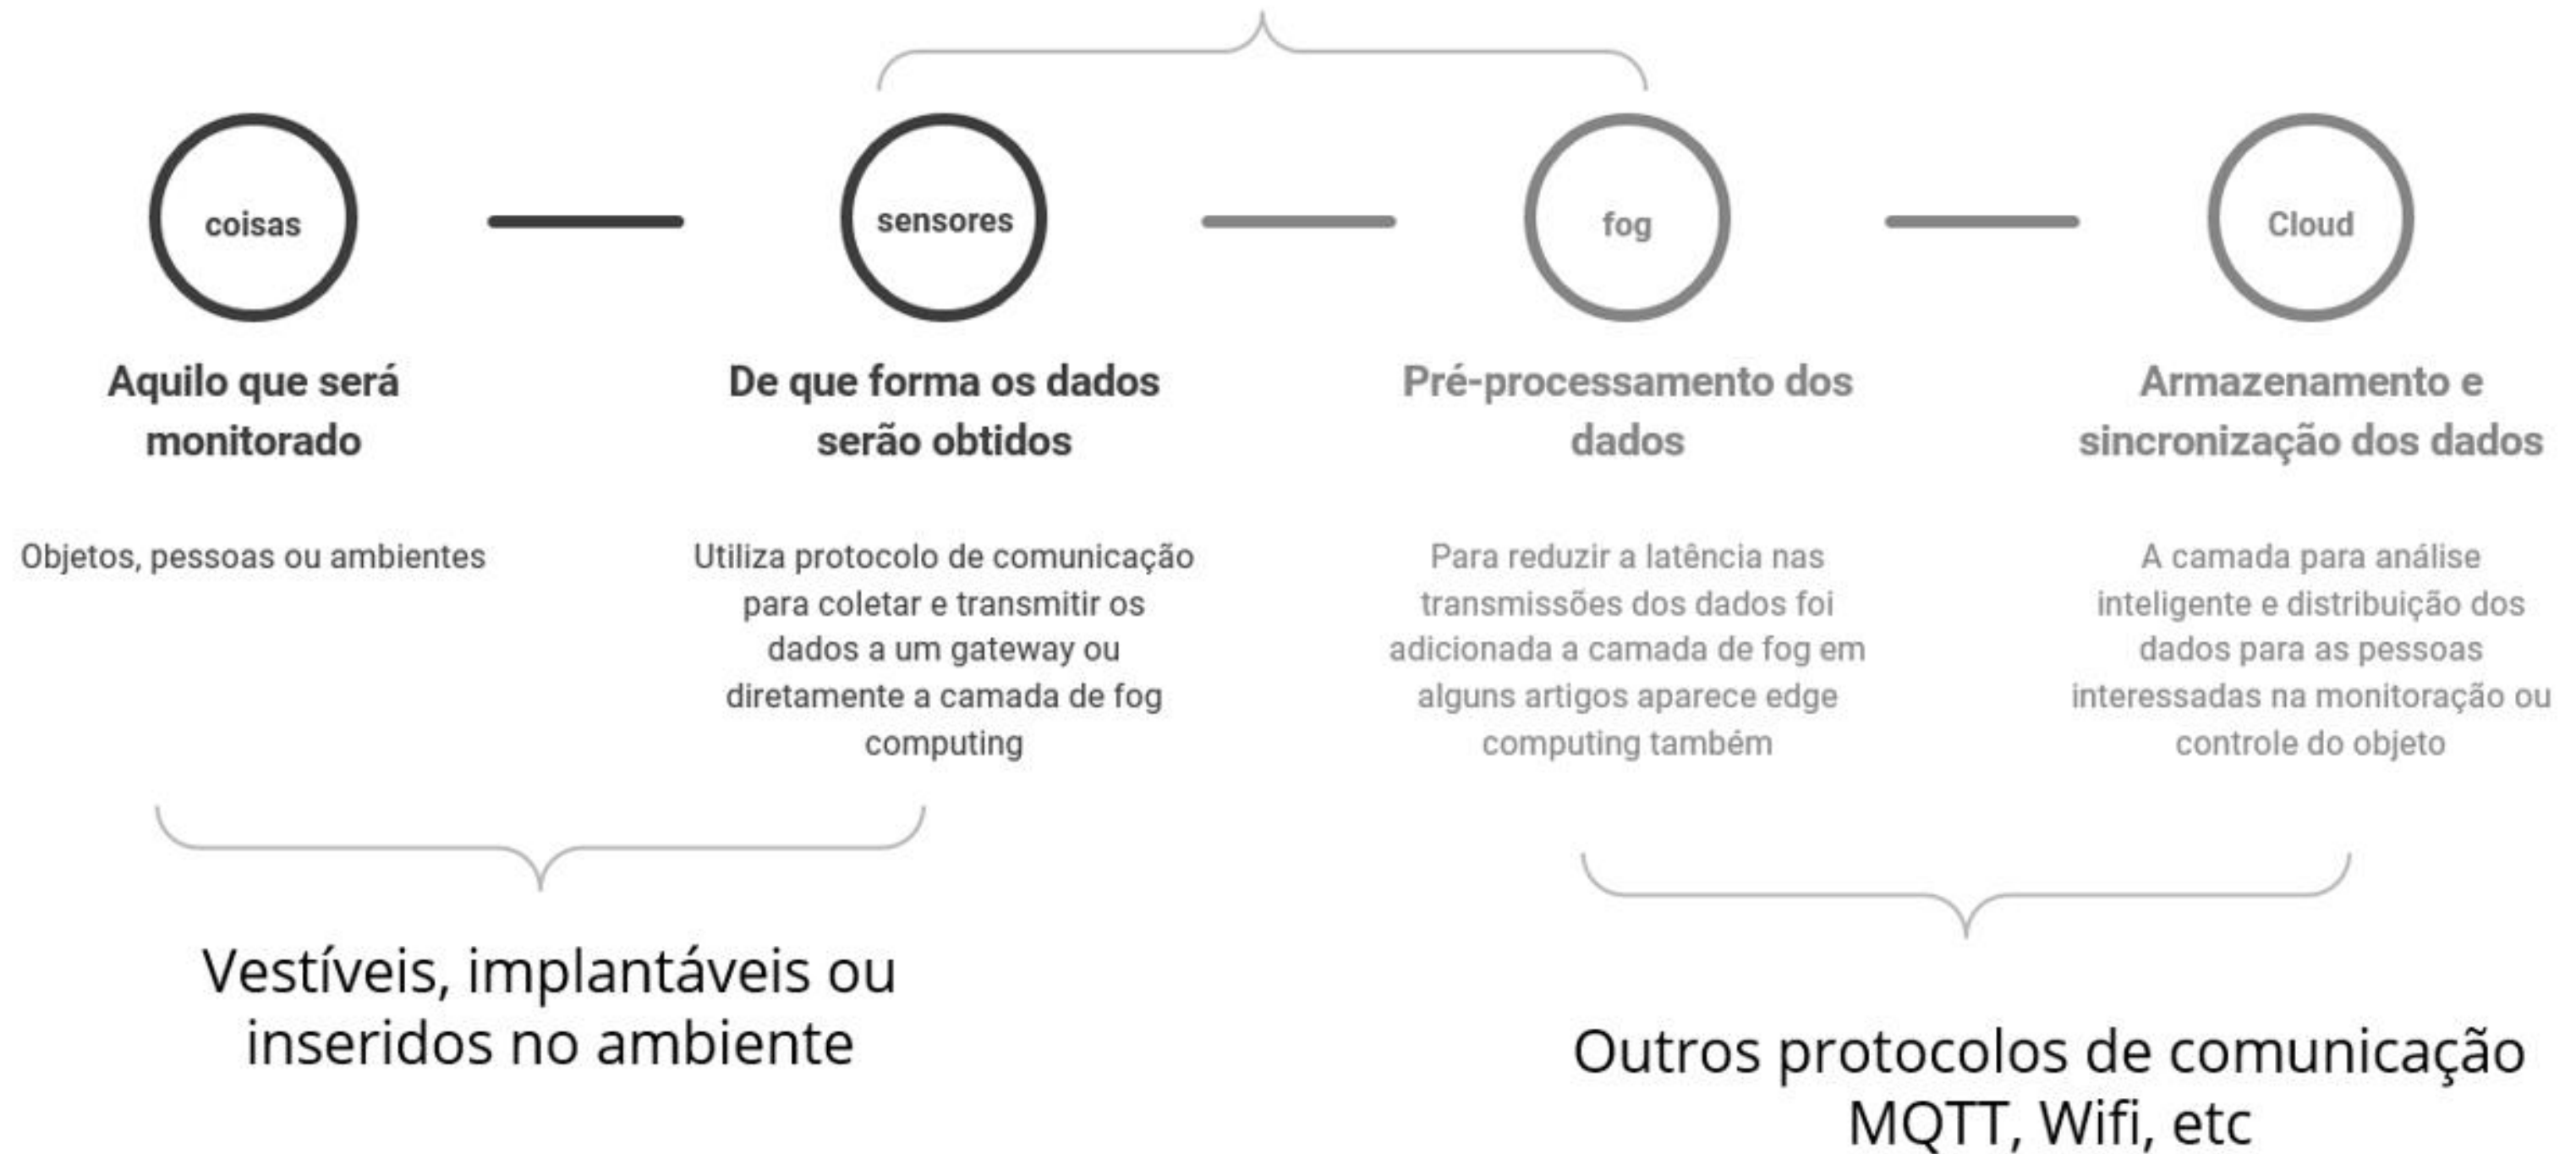 coisas
Aquilo que será
monitorado
Objetos, pessoas ou ambientes
sensores
De que forma os dados
serão obtidos
Utiliza protocolo de comunicação
para coletar e transmitir os
dados a um gateway ou
diretamente a camada de fog
computing
fog
Pré-processamento dos
dados
Para reduzir a latência nas
transmissões dos dados foi
adicionada a camada de fog em
alguns artigos aparece edge
computing também
Cloud
Armazenamento e
sincronização dos dados
A camada para análise
inteligente e distribuição dos
dados para as pessoas
interessadas na monitoração ou
controle do objeto
Vestíveis, implantáveis ou
inseridos no ambiente
Outros protocolos de comunicação
MQTT, Wifi, etc